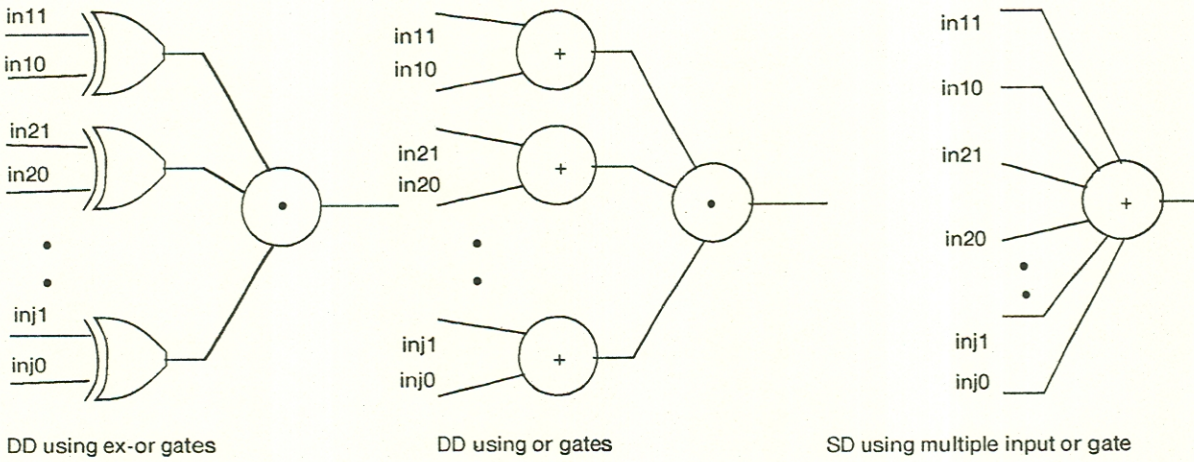 in11
in10
in21
in20
inj1
inj0
DD using ex-or gates
in11
in10
+
in21
in20
+
inj1
inj0
+
DD using or gates
in11
in10
in21
in20
+
inj1
inj0
SD using multiple input or gate